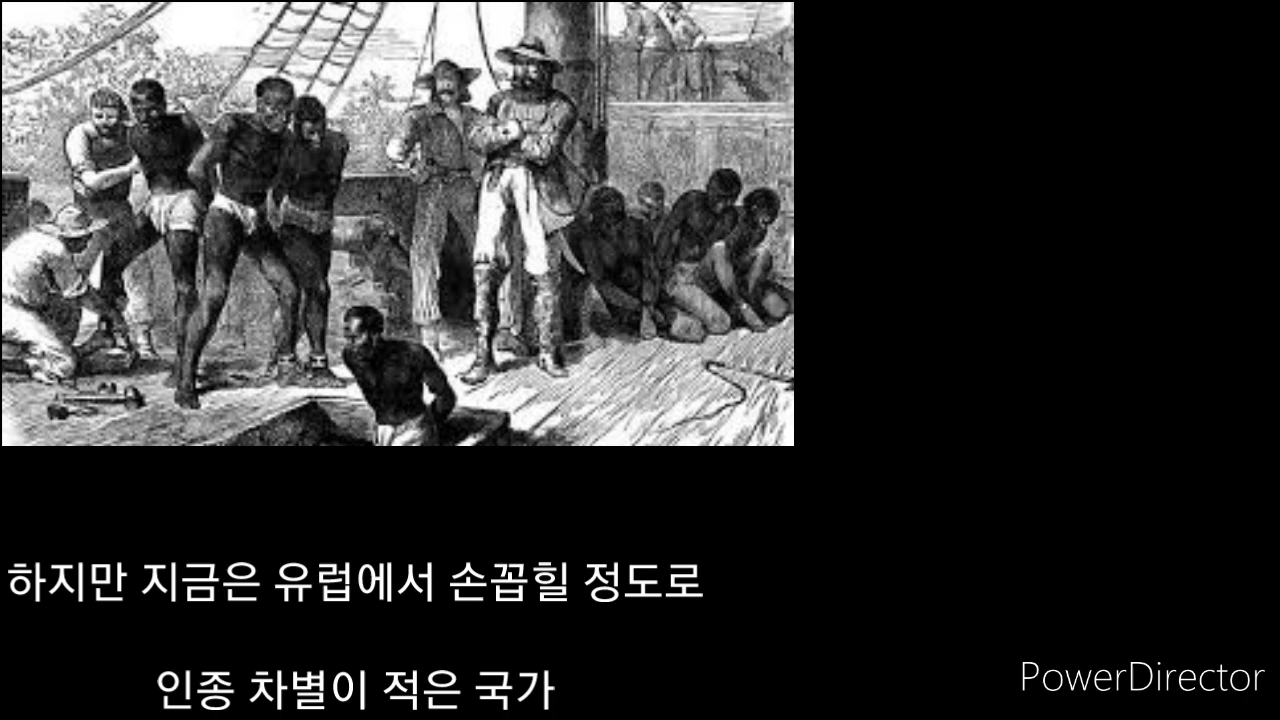 하지만 지금은 유럽에서 손꼽힐 정도로
인종 차별이 적은 국가
PowerDirector